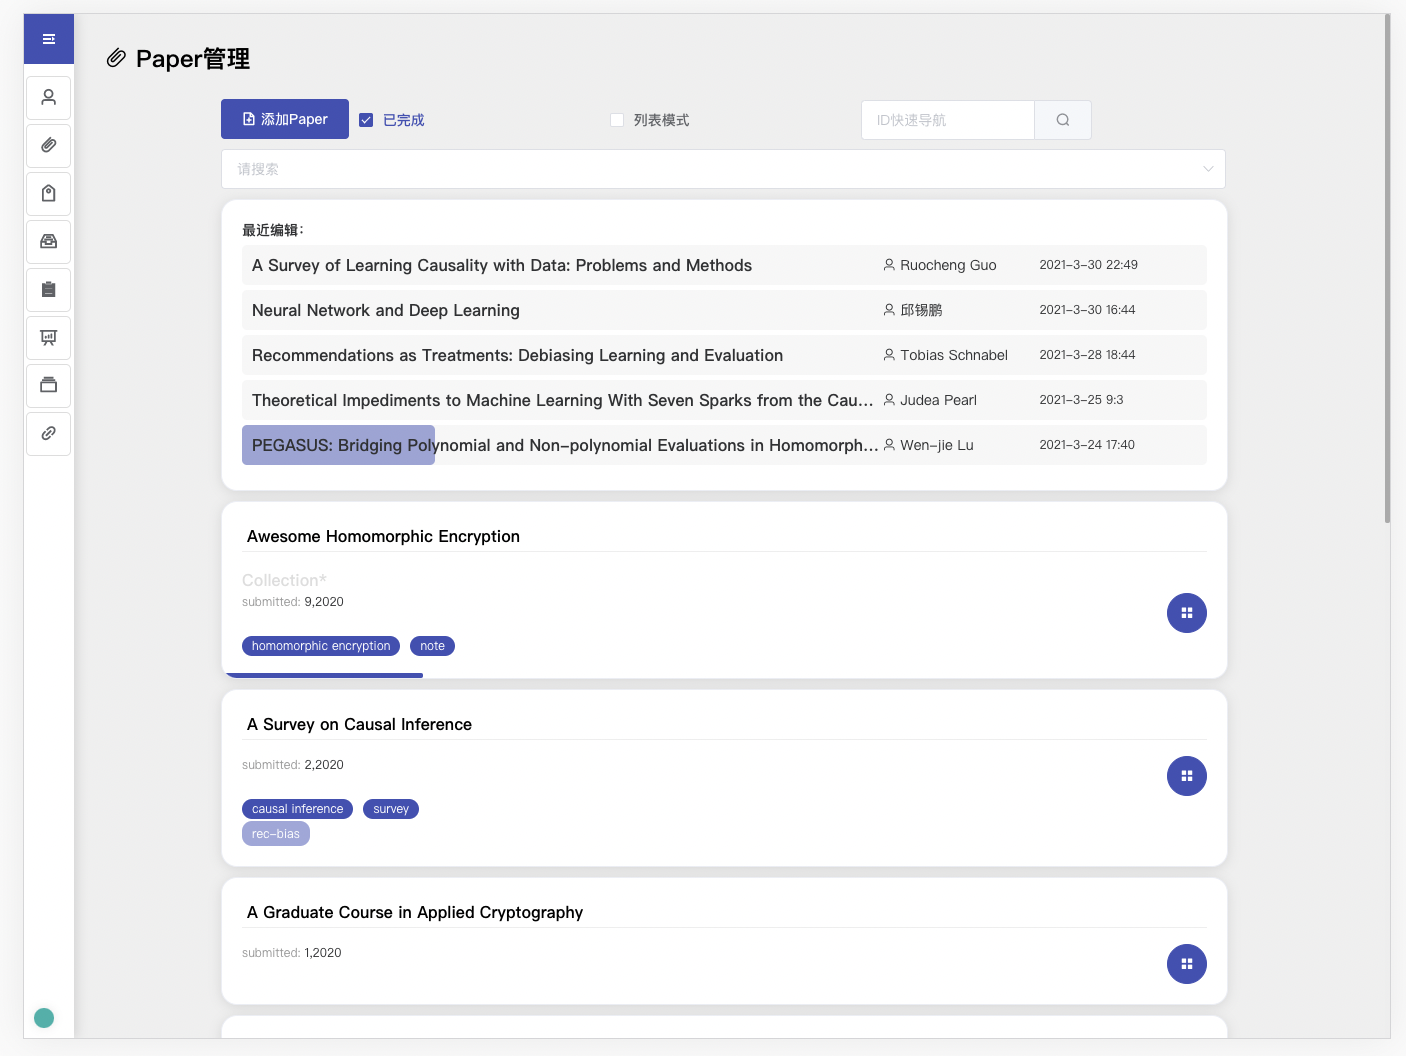 Paper管理
添加Paper
已完成
列表模式
ID快速导航
请搜索
最近编辑:
A Survey of Learning Causality with Data: Problems and Methods Ruocheng Guo 2021-3-30 22:49
Neural Network and Deep Learning 邱锡鹏 2021-3-30 16:44
Recommendations as Treatments: Debiasing Learning and Evaluation Tobias Schnabel 2021-3-28 18:44
Theoretical Impediments to Machine Learning With Seven Sparks from the Cau... Judea Pearl 2021-3-25 9:3
PEGASUS: Bridging Polynomial and Non-polynomial Evaluations in Homomorph... Wen-jie Lu 2021-3-24 17:40
Awesome Homomorphic Encryption
Collection*
submitted: 9,2020
homomorphic encryption note
A Survey on Causal Inference
submitted: 2,2020
causal inference survey
rec-bias
A Graduate Course in Applied Cryptography
submitted: 1,2020